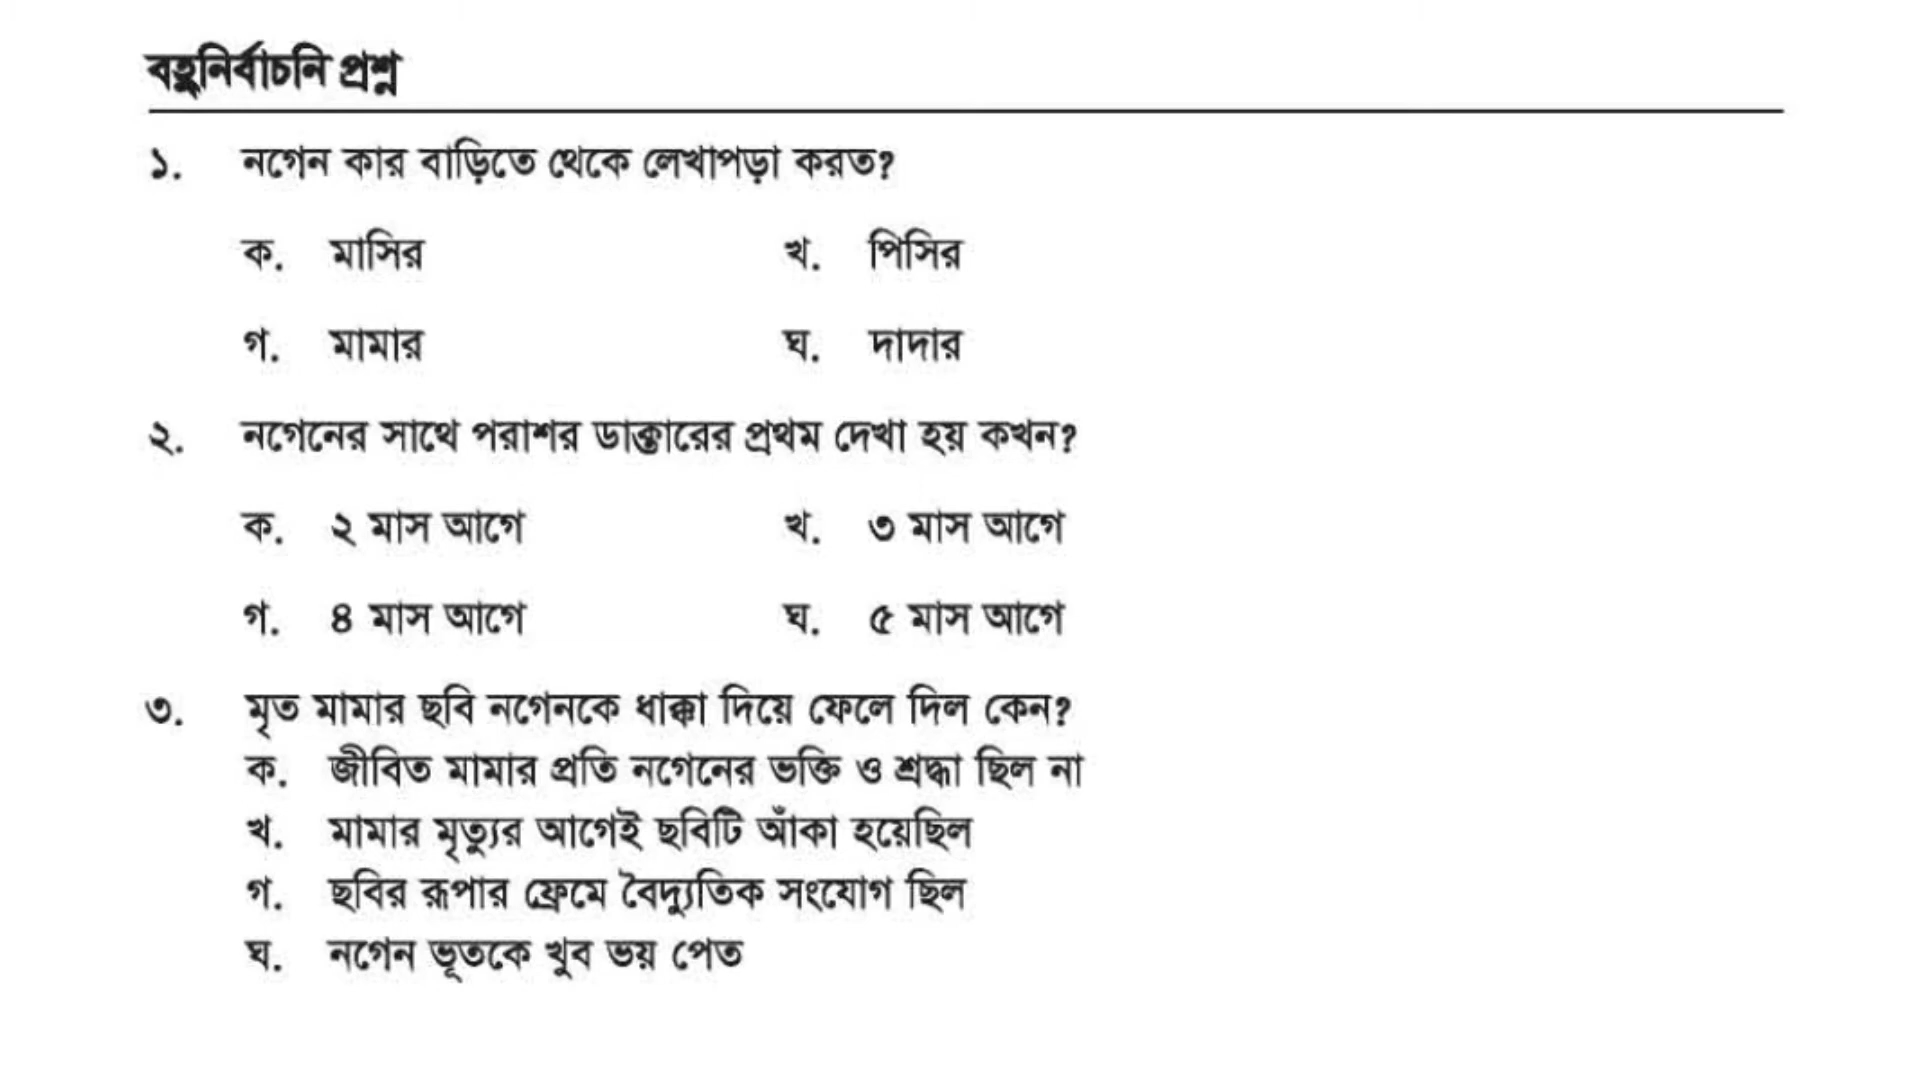 বহুনির্বাচনি প্রশ্ন
১. নগেন কার বাড়িতে থেকে লেখাপড়া করত?
ক. মাসির খ. পিসির
গ. মামার ঘ. দাদার
২. নগেনের সাথে পরাশর ডাক্তারের প্রথম দেখা হয় কখন?
ক. ২ মাস আগে খ. ৩ মাস আগে
গ. ৪ মাস আগে ঘ. ৫ মাস আগে
৩. মৃত মামার ছবি নগেনকে ধাক্কা দিয়ে ফেলে দিল কেন?
ক. জীবিত মামার প্রতি নগেনের ভক্তি ও শ্রদ্ধা ছিল না
খ. মামার মৃত্যুর আগেই ছবিটি আঁকা হয়েছিল
গ. ছবির রূপার ফ্রেমে বৈদ্যুতিক সংযোগ ছিল
ঘ. নগেন ভূতকে খুব ভয় পেত